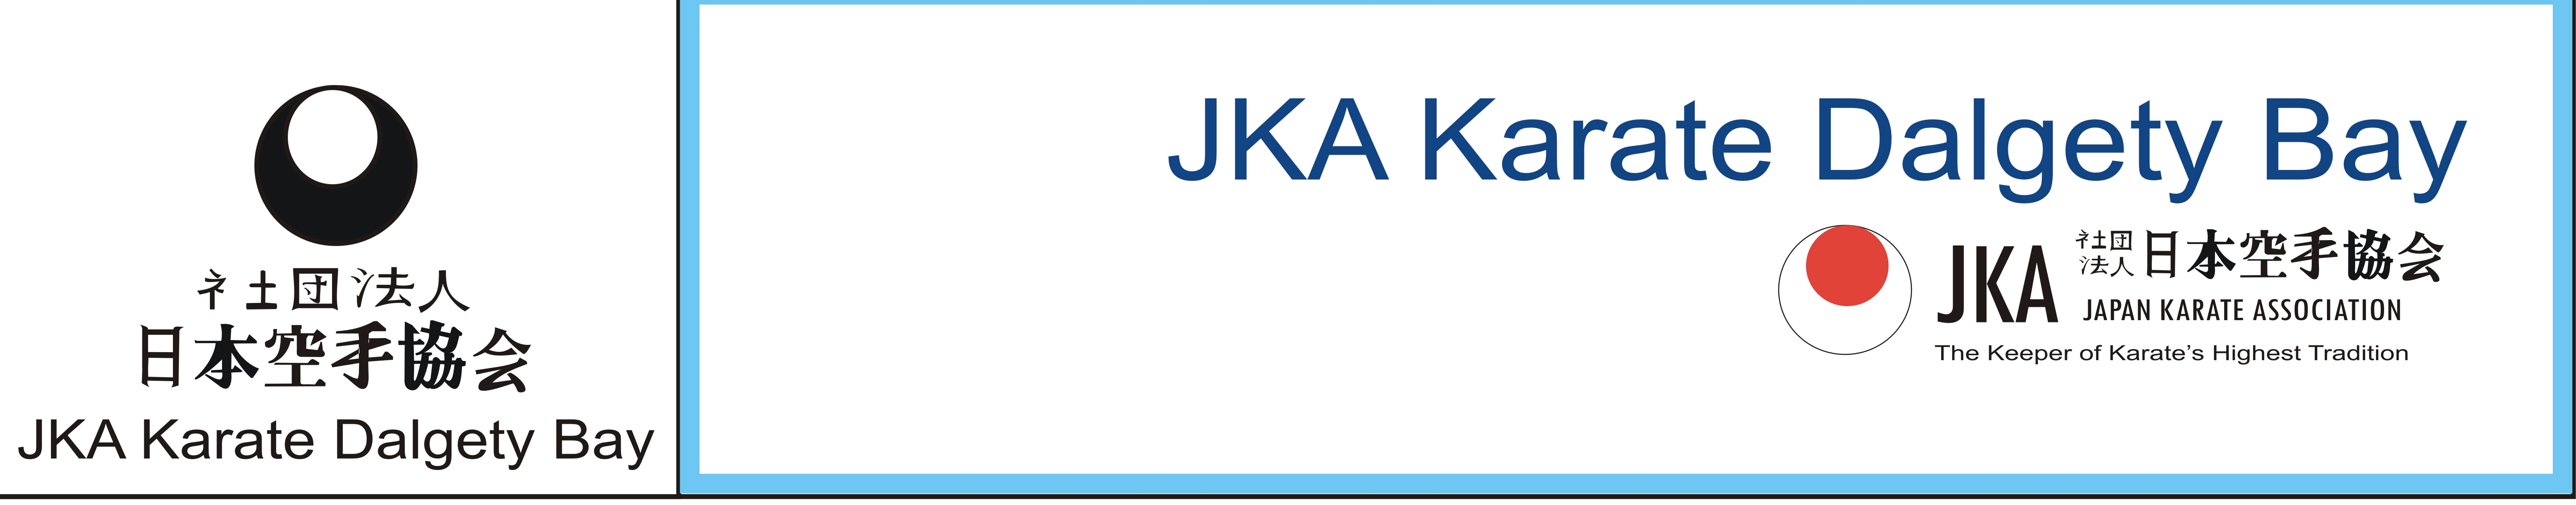 社団法人
日本空手協会
JKA Karate Dalgety Bay
JKA Karate Dalgety Bay
JKA
社団
法人
日本空手協会
JAPAN KARATE ASSOCIATION
The Keeper of Karate's Highest Tradition